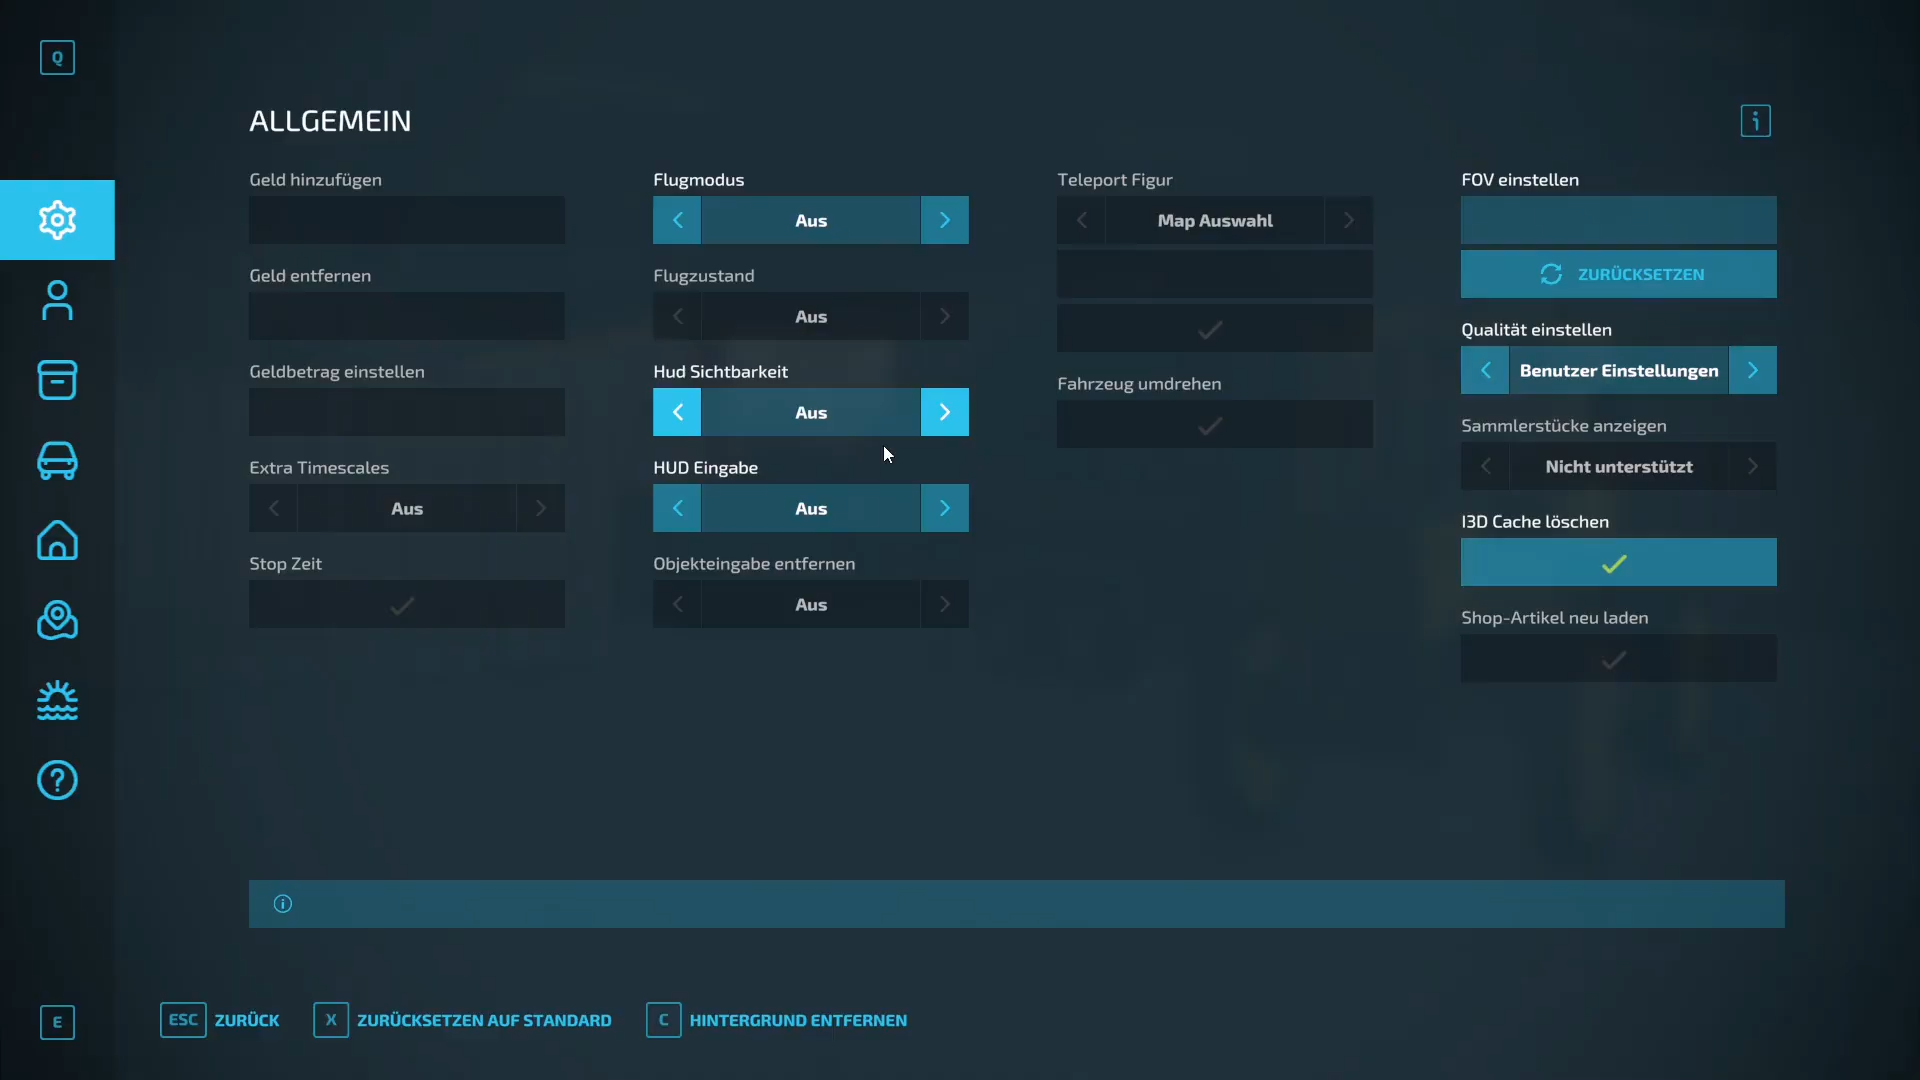 Q
ALLGEMEIN
Geld hinzufügen
Geld entfernen
Geldbetrag einstellen
Extra Timescales
Aus
Stop Zeit
Flugmodus
Aus
Flugzustand
Aus
Hud Sichtbarkeit
Aus
HUD Eingabe
Aus
Objekteingabe entfernen
Aus
Teleport Figur
Map Auswahl
Fahrzeug umdrehen
FOV einstellen
ZURÜCKSETZEN
Qualität einstellen
Benutzer Einstellungen
Sammlerstücke anzeigen
Nicht unterstützt
I3D Cache löschen
Shop-Artikel neu laden
E
ESC ZURÜCK X ZURÜCKSETZEN AUF STANDARD C HINTERGRUND ENTFERNEN